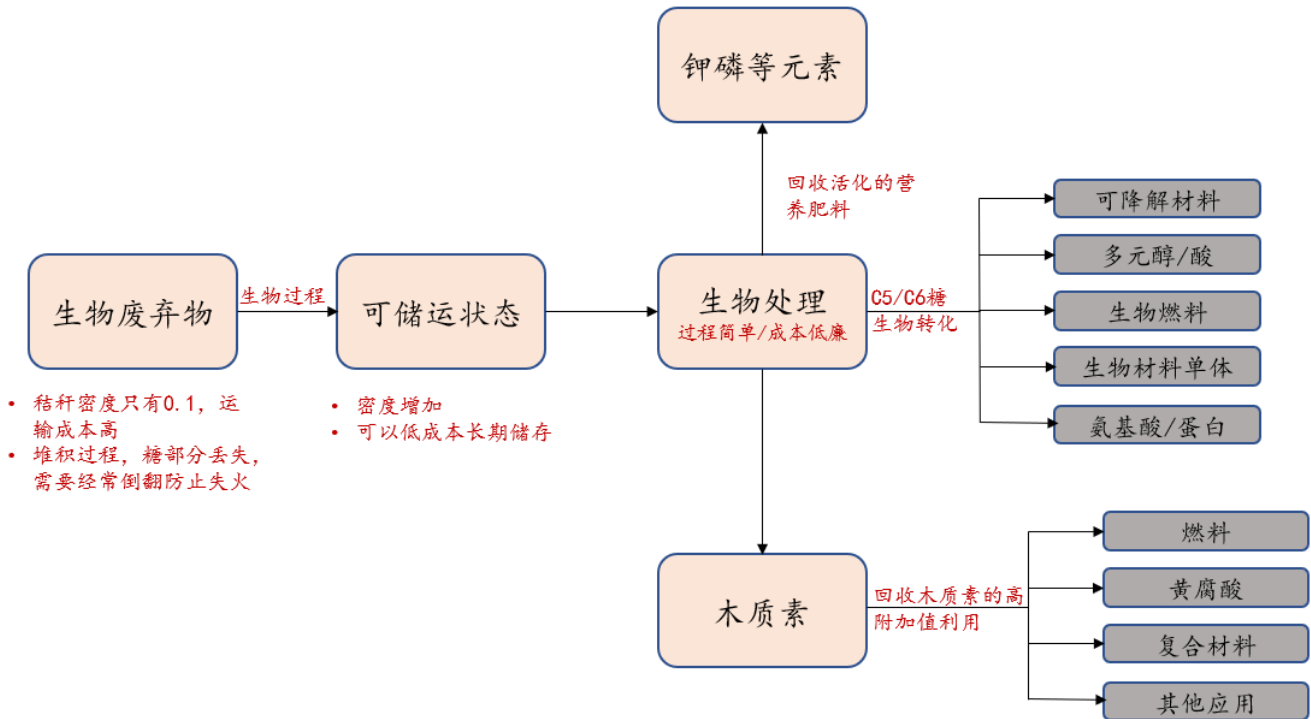 钾磷等元素
回收活化的营
养肥料
生物废弃物
生物过程
可储运状态
生物处理
过程简单/成本低廉
C5/C6糖
生物转化
可降解材料
多元醇/酸
生物燃料
生物材料单体
氨基酸/蛋白
• 秸秆密度只有0.1，运
输成本高
• 堆积过程，糖部分丢失，
需要经常倒翻防止失火
• 密度增加
• 可以低成本长期储存
木质素
回收木质素的高
附加值利用
燃料
黄腐酸
复合材料
其他应用